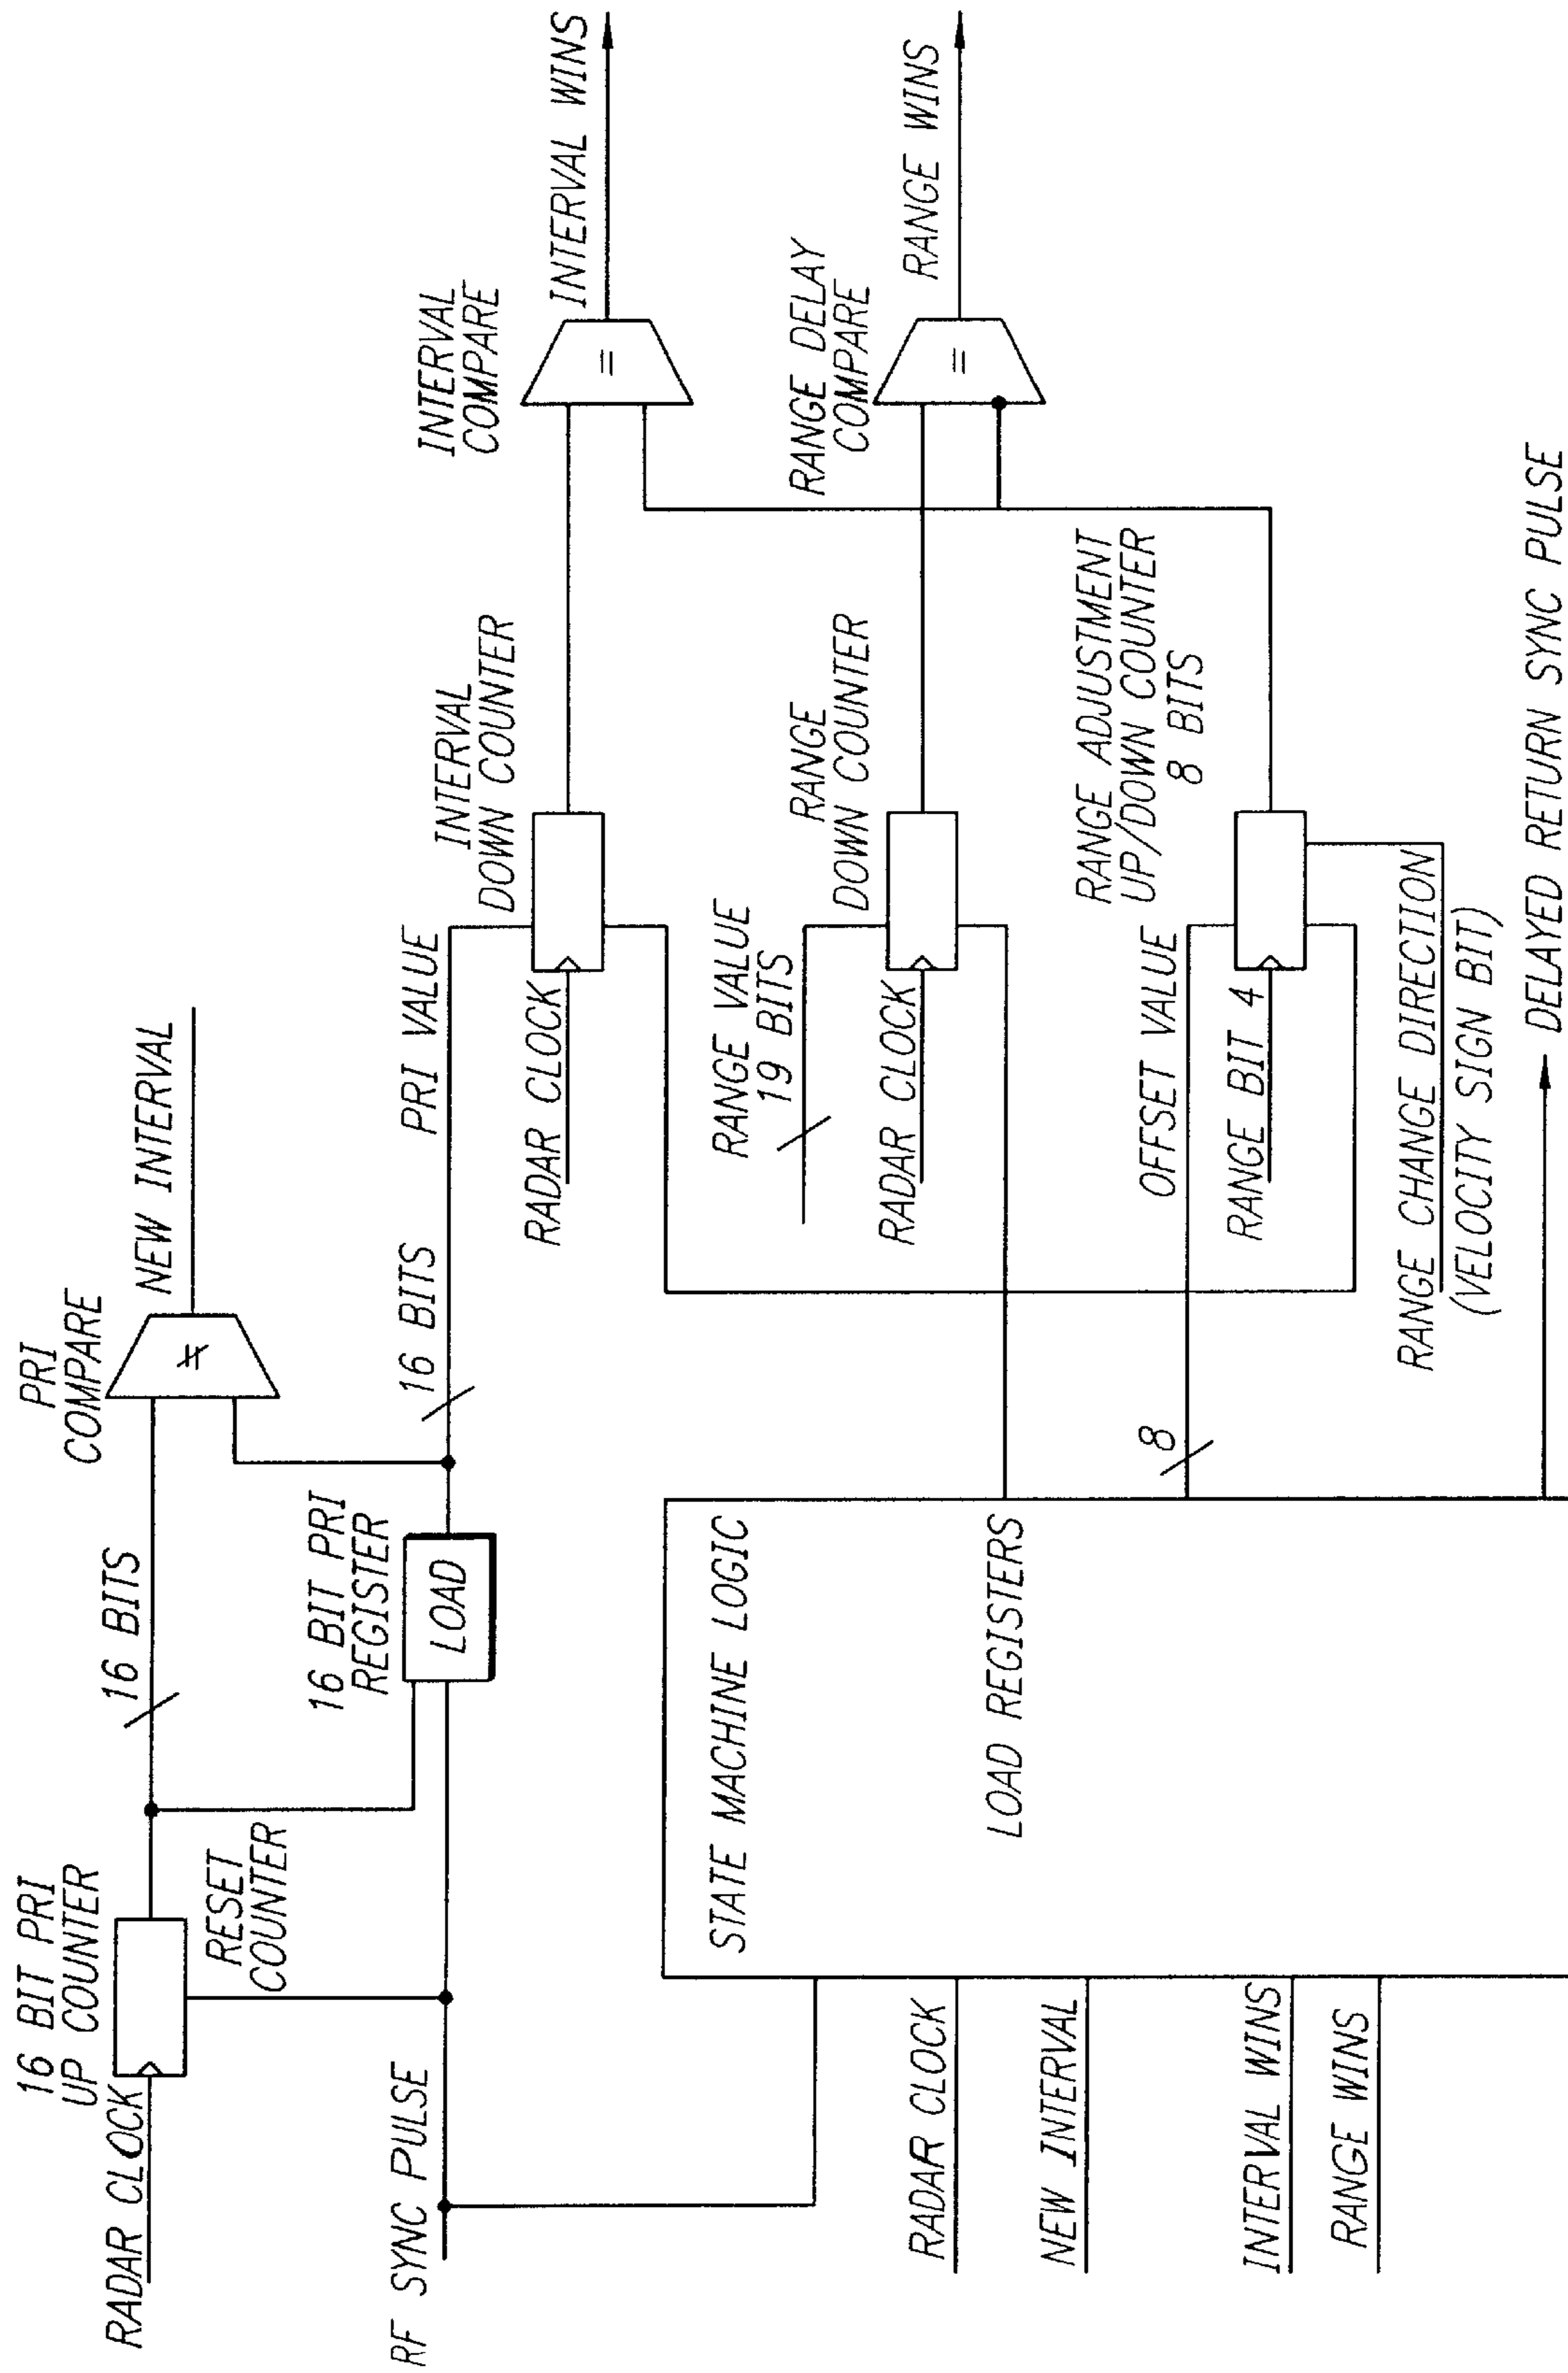 16 BIT PRI
UP COUNTER
RADAR CLOCK
RESET
COUNTER
16 BITS
PRI
COMPARE
≠
NEW INTERVAL
RF SYNC PULSE
16 BIT PRI
REGISTER
LOAD
16 BITS
PRI VALUE
INTERVAL
DOWN COUNTER
RADAR CLOCK
INTERVAL
COMPARE
=
INTERVAL WINS
RANGE VALUE
19 BITS
RANGE
DOWN COUNTER
RADAR CLOCK
RANGE DELAY
COMPARE
=
RANGE WINS
STATE MACHINE LOGIC
LOAD REGISTERS
RADAR CLOCK
NEW INTERVAL
INTERVAL WINS
RANGE WINS
8
OFFSET VALUE
RANGE ADJUSTMENT
UP/DOWN COUNTER
8 BITS
RANGE BIT 4
RANGE CHANGE DIRECTION
(VELOCITY SIGN BIT)
DELAYED RETURN SYNC PULSE